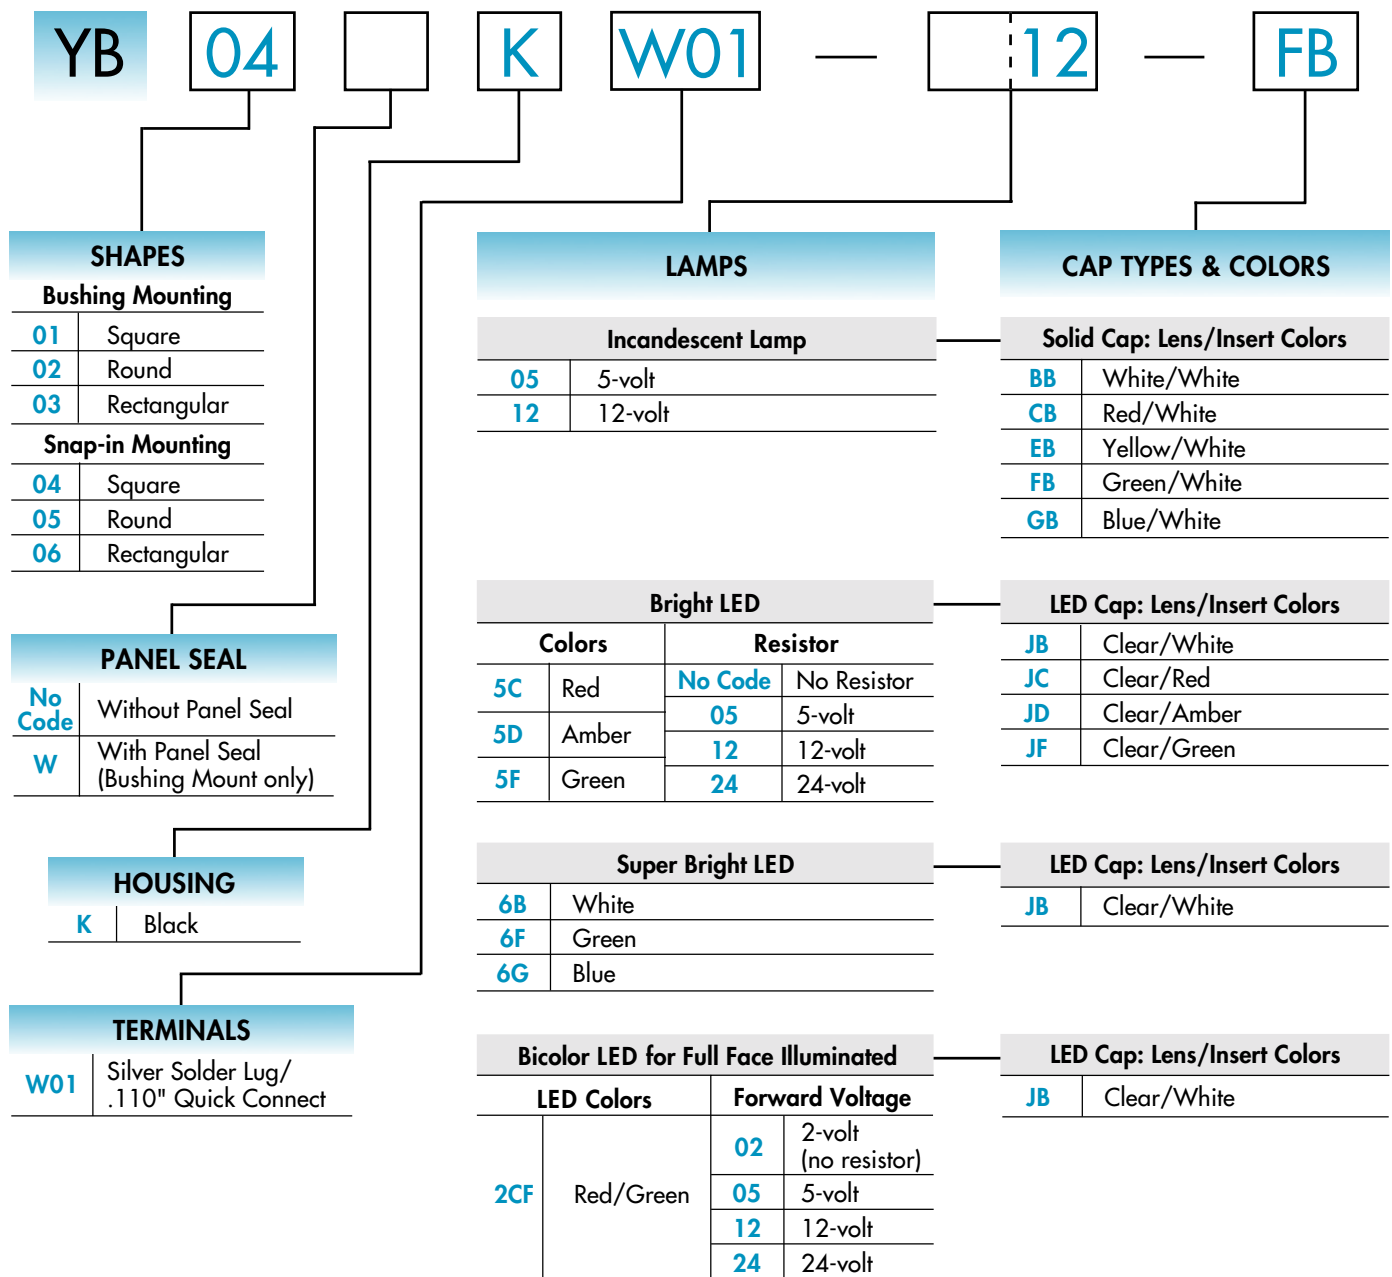 YB 04 K W01 — 12 — FB
SHAPES
Bushing Mounting
01 Square
02 Round
03 Rectangular
Snap-in Mounting
04 Square
05 Round
06 Rectangular
PANEL SEAL
No Code Without Panel Seal
W With Panel Seal
(Bushing Mount only)
HOUSING
K Black
TERMINALS
W01 Silver Solder Lug/
.110" Quick Connect
LAMPS
Incandescent Lamp
05 5-volt
12 12-volt
Bright LED
Colors Resistor
5C Red
5D Amber
5F Green
No Code No Resistor
05 5-volt
12 12-volt
24 24-volt
Super Bright LED
6B White
6F Green
6G Blue
Bicolor LED for Full Face Illuminated
LED Colors Forward Voltage
2CF Red/Green
02 2-volt
(no resistor)
05 5-volt
12 12-volt
24 24-volt
CAP TYPES & COLORS
Solid Cap: Lens/Insert Colors
BB White/White
CB Red/White
EB Yellow/White
FB Green/White
GB Blue/White
LED Cap: Lens/Insert Colors
JB Clear/White
JC Clear/Red
JD Clear/Amber
JF Clear/Green
LED Cap: Lens/Insert Colors
JB Clear/White
LED Cap: Lens/Insert Colors
JB Clear/White